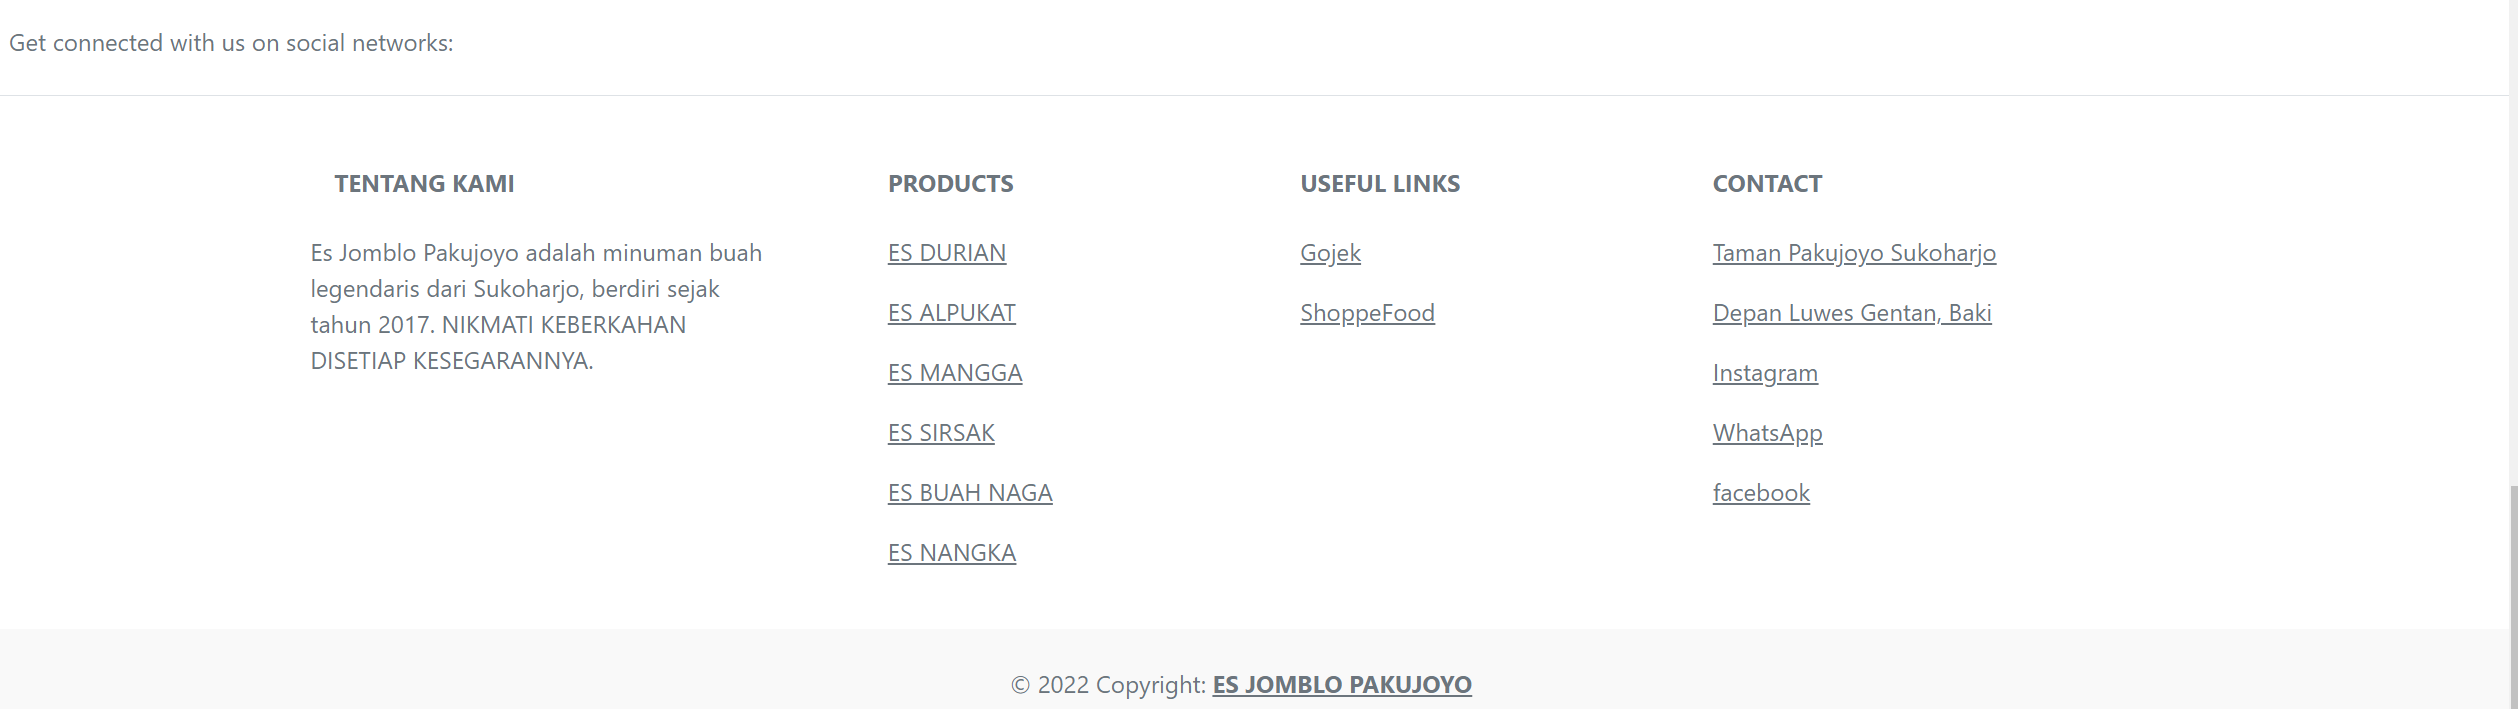 Get connected with us on social networks:
TENTANG KAMI
Es Jomblo Pakujoyo adalah minuman buah
legendaris dari Sukoharjo, berdiri sejak
tahun 2017. NIKMATI KEBERKAHAN
DISETIAP KESEGARANNYA.
PRODUCTS
ES DURIAN
ES ALPUKAT
ES MANGGA
ES SIRSAK
ES BUAH NAGA
ES NANGKA
USEFUL LINKS
Gojek
ShoppeFood
CONTACT
Taman Pakujoyo Sukoharjo
Depan Luwes Gentan, Baki
Instagram
WhatsApp
facebook
© 2022 Copyright: ES JOMBLO PAKUJOYO